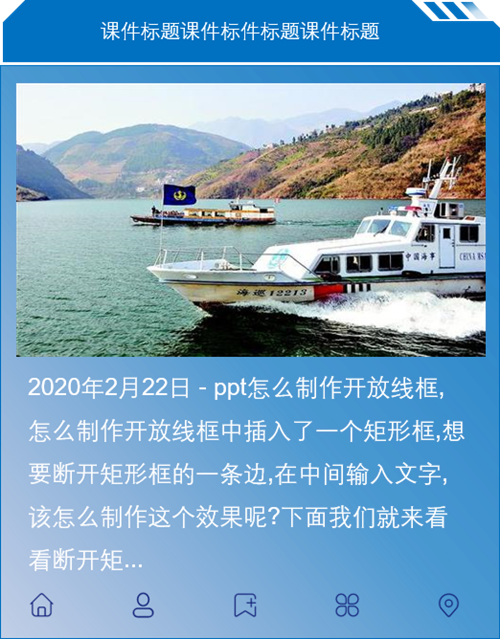 课件标题课件标件标题课件标题
中国海事
CHINA MSA
海巡12213
2020年2月22日 - ppt怎么制作开放线框,
怎么制作开放线框中插入了一个矩形框,想
要断开矩形框的一条边,在中间输入文字,
该怎么制作这个效果呢?下面我们就来看
看断开矩...